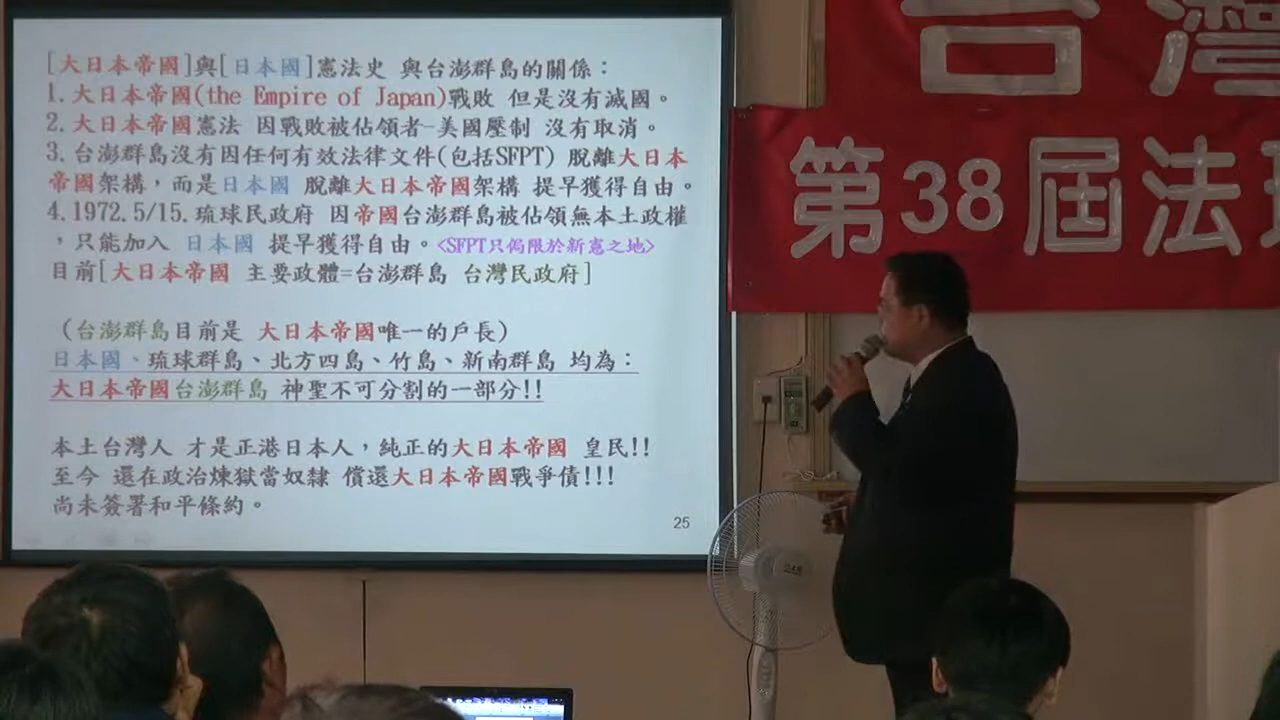 [大日本帝國]與[日本國]憲法史 與台澎群島的關係：
1.大日本帝國(the Empire of Japan)戰敗 但是沒有滅國。
2.大日本帝國憲法 因戰敗被佔領者-美國壓制 沒有取消。
3.台澎群島沒有因任何有效法律文件(包括SFPT) 脫離大日本
帝國架構，而是日本國 脫離大日本帝國架構 提早獲得自由。
4.1972.5/15.琉球民政府 因帝國台澎群島被佔領無本土政權
，只能加入 日本國 提早獲得自由。<SFPT只侷限於新憲之地>
目前[大日本帝國 主要政體=台澎群島 台灣民政府]
(台澎群島目前是 大日本帝國唯一的戶長)
日本國、琉球群島、北方四島、竹島、新南群島 均為：
大日本帝國台澎群島 神聖不可分割的一部分!!
本土台灣人 才是正港日本人，純正的大日本帝國 皇民!!
至今 還在政治煉獄當奴隸 償還大日本帝國戰爭債!!!
尚未簽署和平條約。
25
台灣
第38屆法